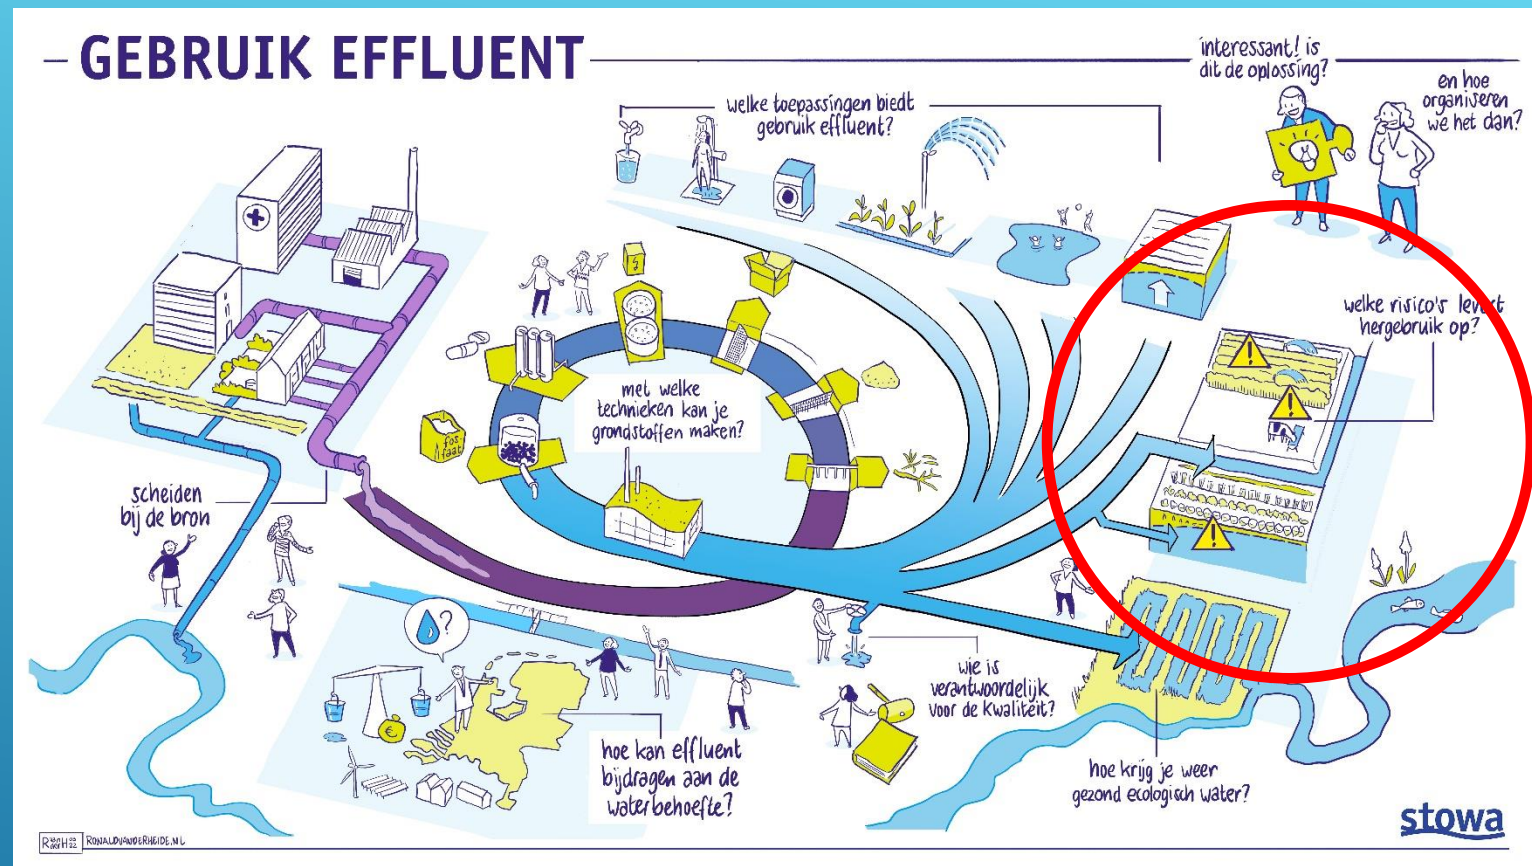 GEBRUIK EFFLUENT
interessant! is
dit de oplossing?
en hoe
organiseren
we het dan?
welke toepassingen biedt
gebruik effluent?
welke risico's levert
hergebruik op?
met welke
technieken kan je
grondstoffen maken?
fos
faat
scheiden
bij de bron
?
€
hoe kan effluent
bijdragen aan de
waterbehoefte?
wie is
verantwoordelijk
voor de kwaliteit?
hoe krijg je weer
gezond ecologisch water?
stowa
RONALDVANDERHEIDE.NL